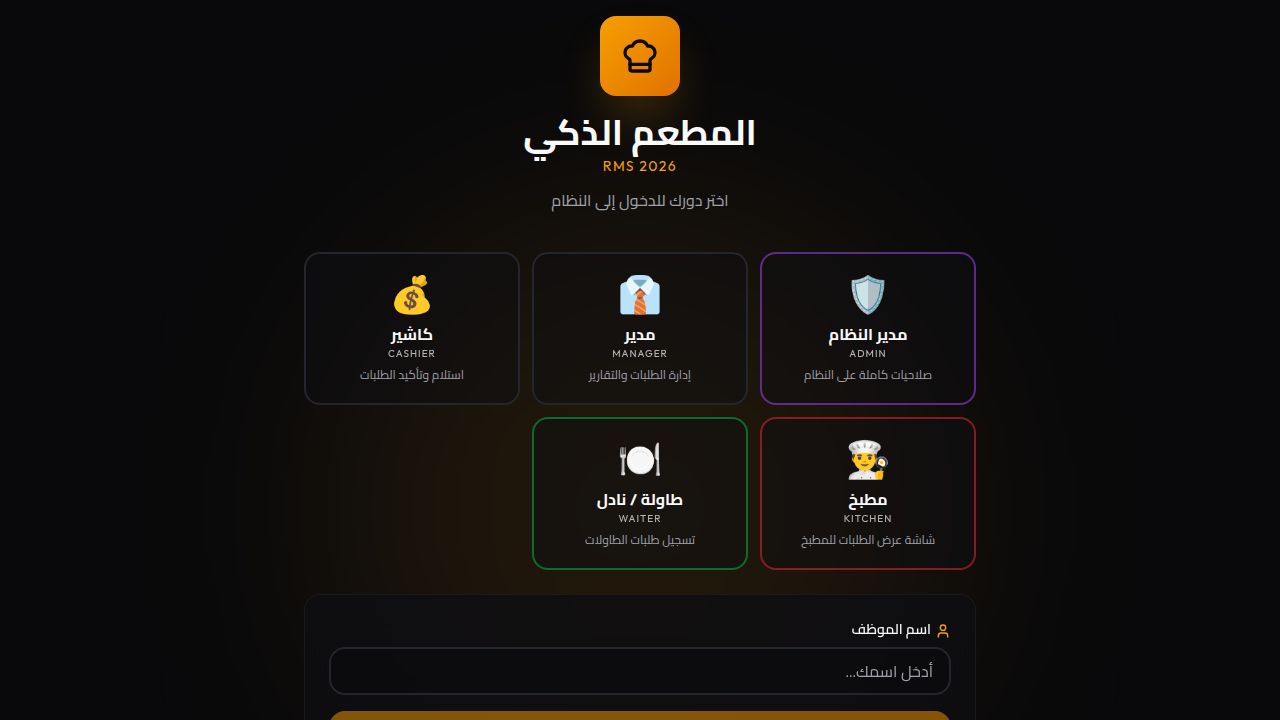 المطعم الذكي
RMS 2026
اختر دورك للدخول إلى النظام
مدير النظام
ADMIN
صلاحيات كاملة على النظام
مدير
MANAGER
إدارة الطلبات والتقارير
كاشير
CASHIER
استلام وتأكيد الطلبات
مطبخ
KITCHEN
شاشة عرض الطلبات للمطبخ
طاولة / نادل
WAITER
تسجيل طلبات الطاولات
اسم الموظف
أدخل اسمك...